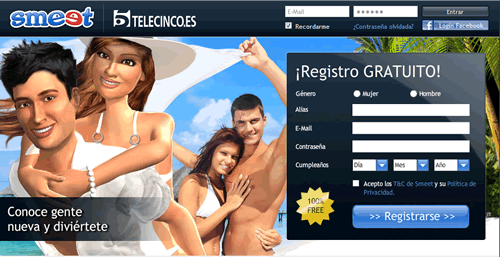 smeet TELECINCO.ES
E-Mail ****** Entrar
Recordarme ¿Contraseña olvidada? Login Facebook
¡Registro GRATUITO!
Género Mujer Hombre
Alias
E-Mail
Contraseña
Cumpleaños Día Mes Año
Acepto los T&C de Smeet y su Política de
Privacidad.
100%
FREE
>> Registrarse >>
Conoce gente
nueva y diviértete